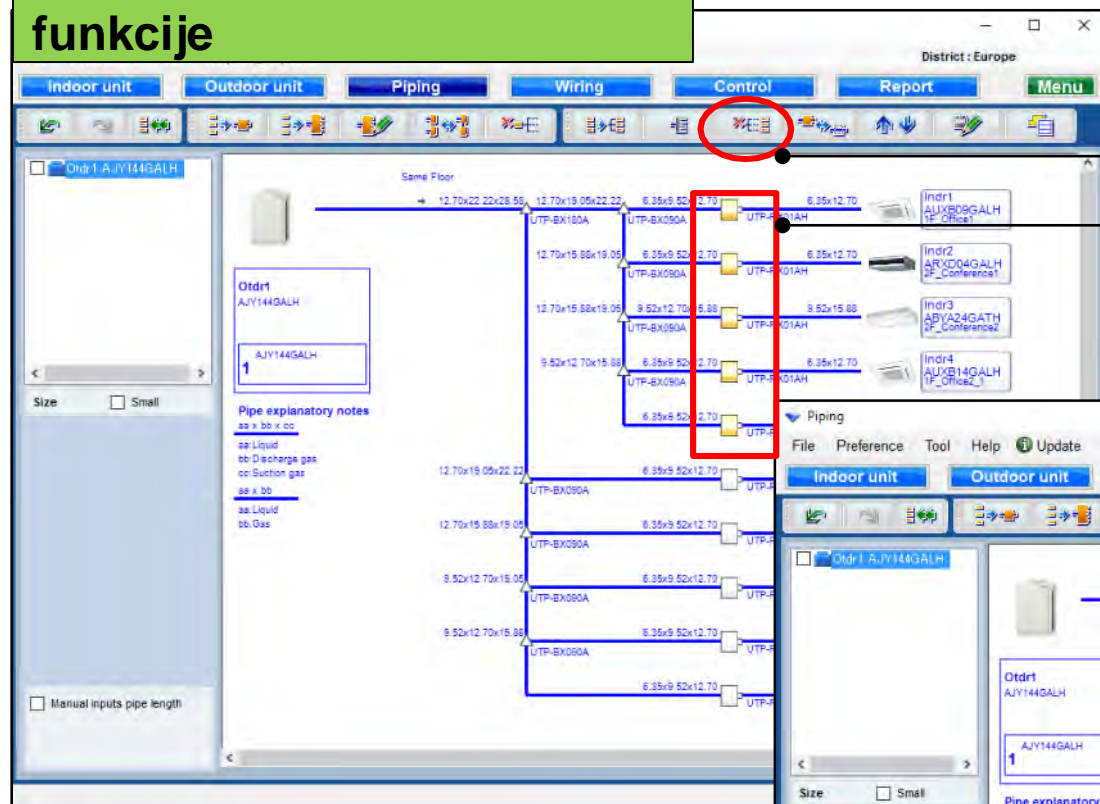 funkcije
District : Europe
Indoor unit Outdoor unit Piping Wiring Control Report Menu
Otdr1 AJY144GALH
Same Floor
12.70x22.22x28.58 12.70x19.05x22.22 6.35x9.52x12.70 6.35x12.70
UTP-BX180A UTP-BX090A
Indr1
AUXB09GALH
1F_Office1
12.70x15.88x19.05 6.35x9.52x12.70 6.35x12.70
UTP-BX090A
Indr2
ARXD04GALH
2F_Conference1
12.70x15.88x19.05 9.52x12.70x15.88 9.52x15.88
UTP-BX090A
Indr3
ABYA24GATH
2F_Conference2
9.52x12.70x15.88 6.35x9.52x12.70 6.35x12.70
UTP-BX090A
Indr4
AUXB14GALH
1F_Office2_1
6.35x9.52x12.70
Otdr1
AJY144GALH
AJY144GALH
1
Size Small
Pipe explanatory notes
aa x bb x cc
aa:Liquid
bb:Discharge gas
cc:Suction gas
aa x bb
aa:Liquid
bb:Gas
12.70x19.05x22.22 6.35x9.52x12.70
UTP-BX090A
12.70x15.88x19.05 6.35x9.52x12.70
UTP-BX090A
9.52x12.70x15.05 6.35x9.52x12.70
UTP-BX090A
9.52x12.70x15.88 6.35x9.52x12.70
UTP-BX090A
6.35x9.52x12.70
Manual inputs pipe length
Piping
File Preference Tool Help Update
Indoor unit Outdoor unit
Otdr1 AJY144GALH
Otdr1
AJY144GALH
AJY144GALH
1
Size Small
Pipe explanatory